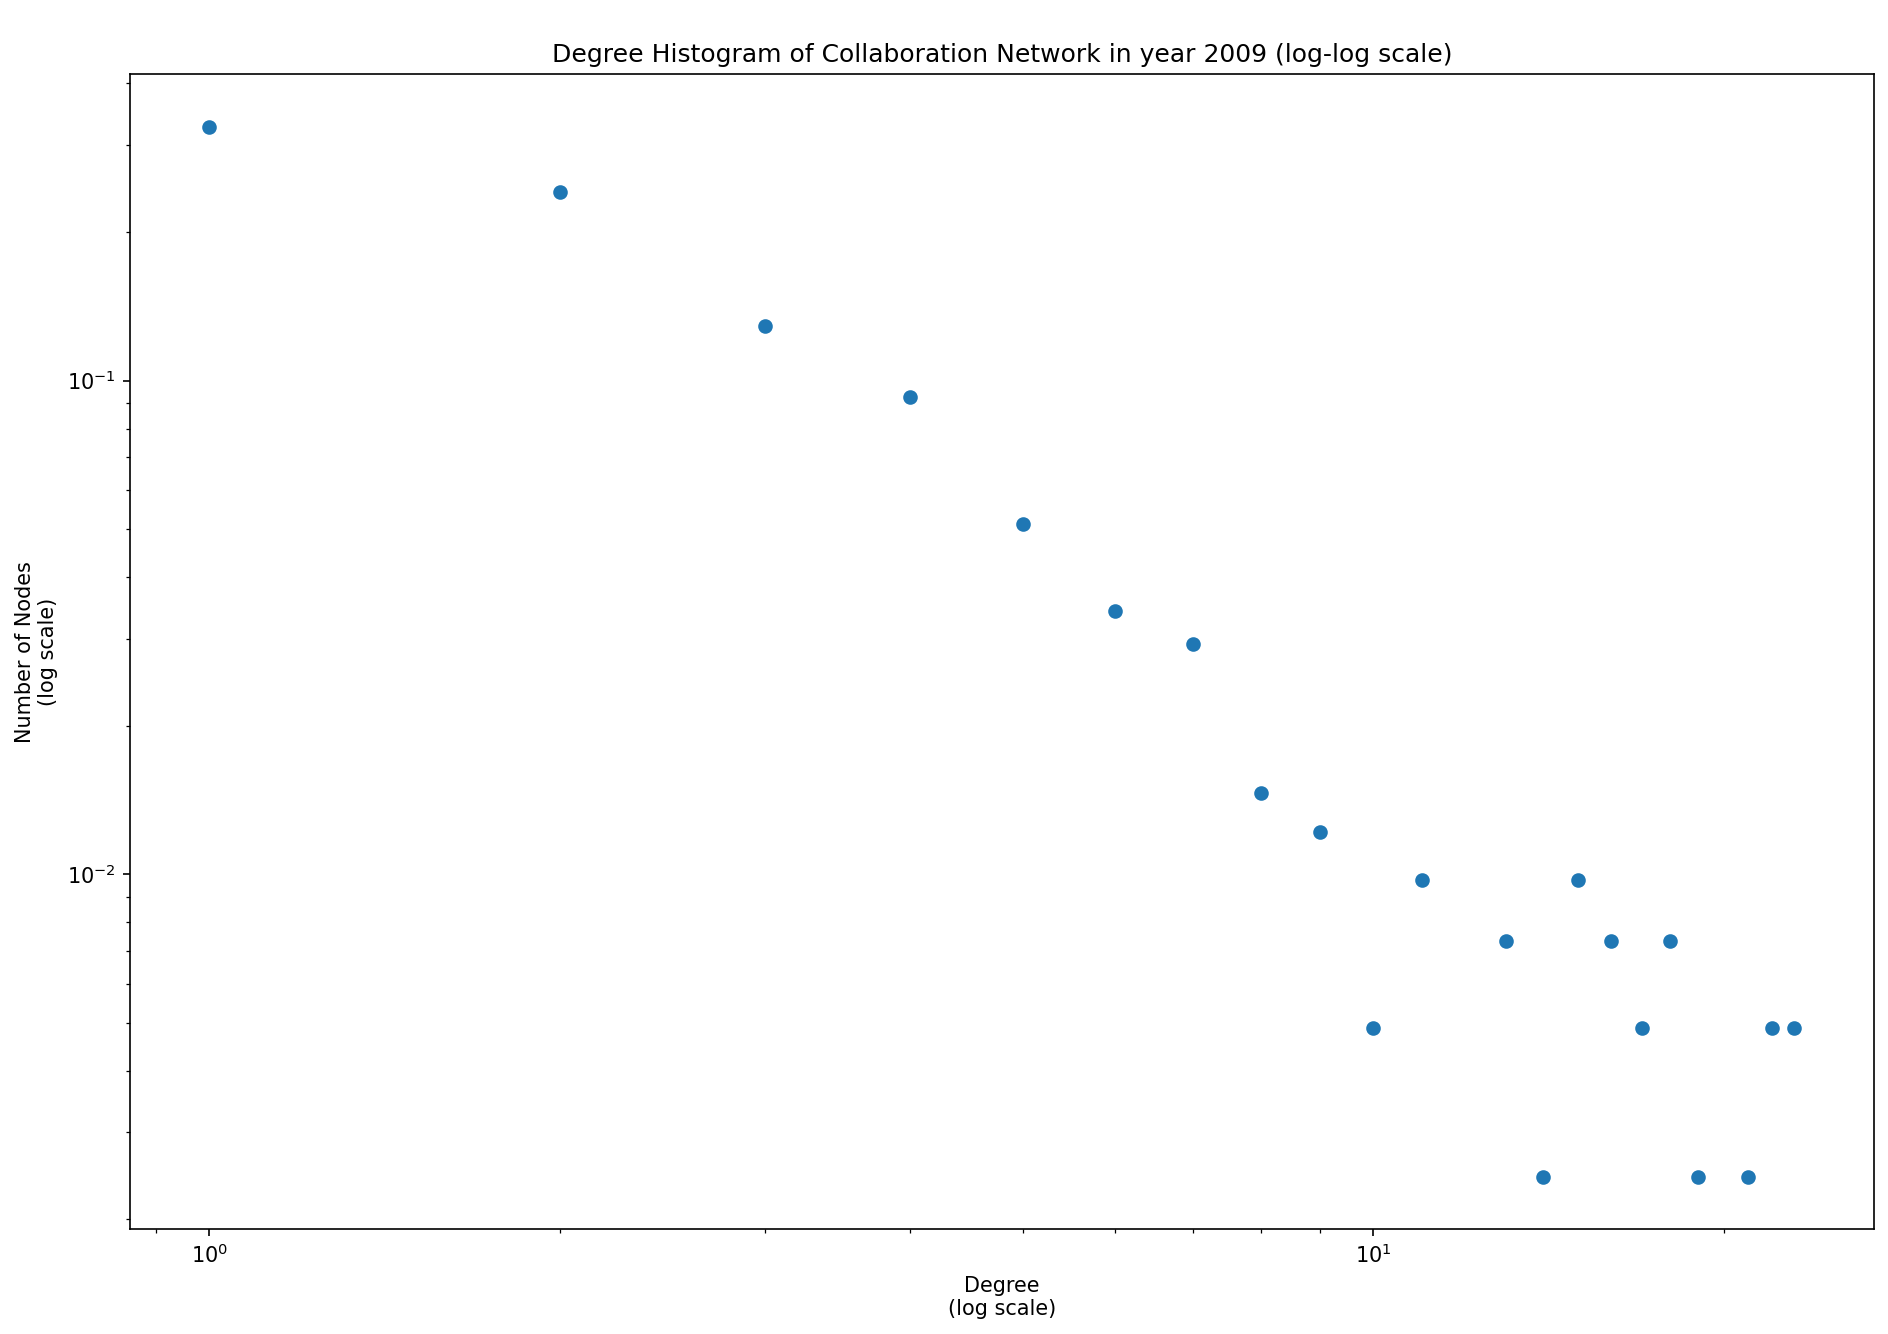 Degree Histogram of Collaboration Network in year 2009 (log-log scale)
Number of Nodes
(log scale)
10⁻¹
10⁻²
10⁰
10¹
Degree
(log scale)